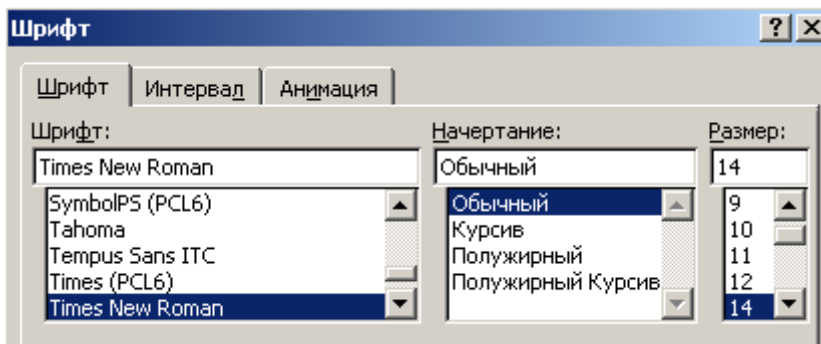 Шрифт
Шрифт Интервал Анимация
Шрифт: Начертание: Размер:
Times New Roman Обычный 14
SymbolPS (PCL6) Обычный 9
Tahoma Курсив 10
Tempus Sans ITC Полужирный 11
Times (PCL6) Полужирный Курсив 12
Times New Roman 14